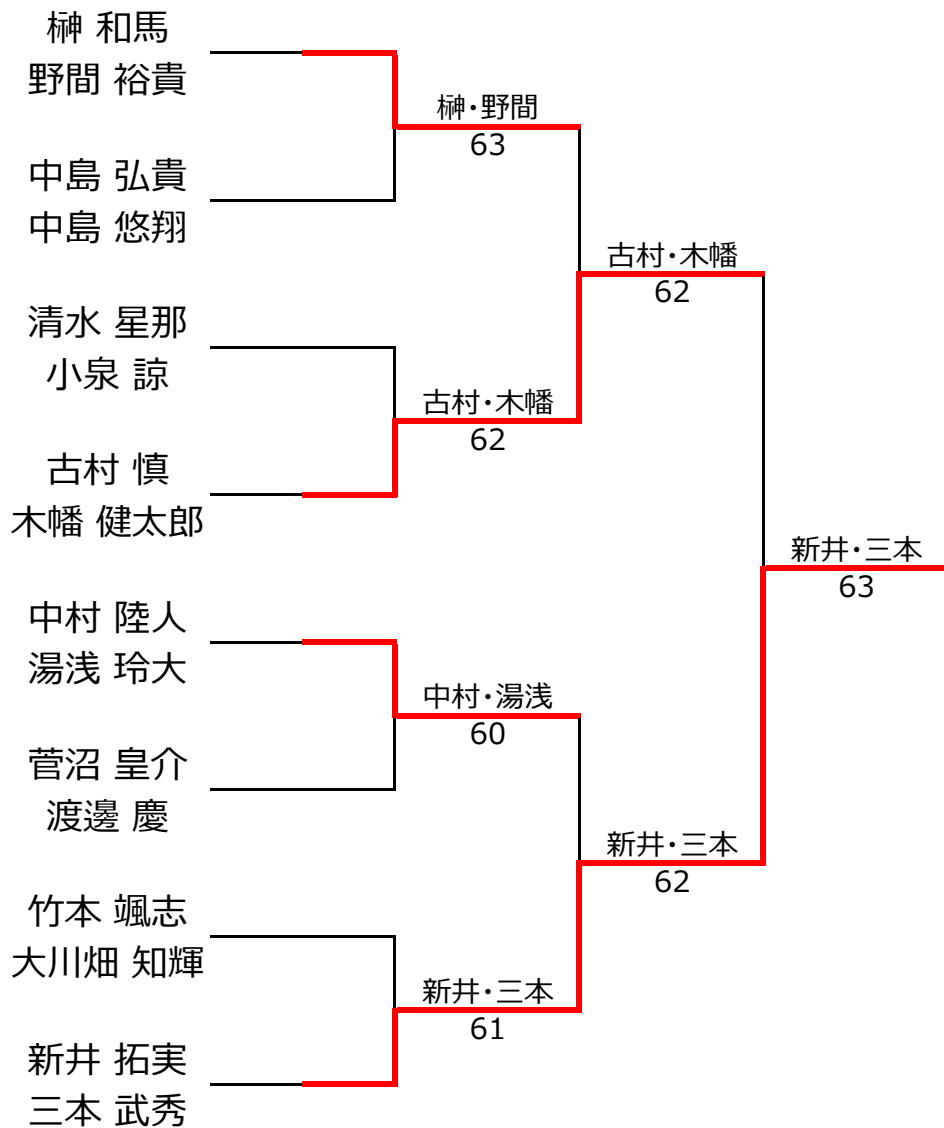 榊 和馬
野間 裕貴
中島 弘貴
中島 悠翔
清水 星那
小泉 諒
古村 慎
木幡 健太郎
中村 陸人
湯浅 玲大
菅沼 皇介
渡邊 慶
竹本 颯志
大川畑 知輝
新井 拓実
三本 武秀
榊・野間
63
古村・木幡
62
中村・湯浅
60
新井・三本
61
古村・木幡
62
新井・三本
62
新井・三本
63